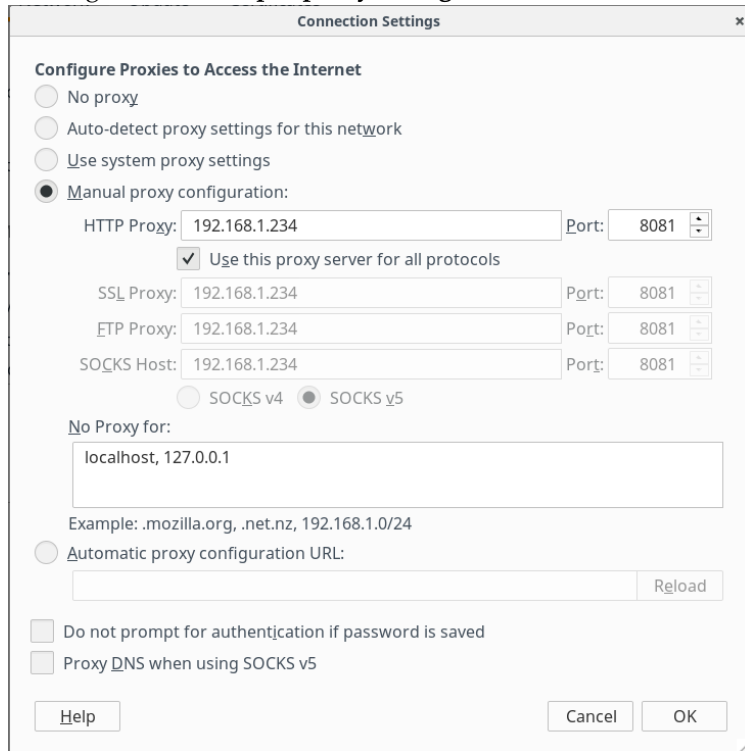 Connection Settings ×
Configure Proxies to Access the Internet
No proxy
Auto-detect proxy settings for this network
Use system proxy settings
Manual proxy configuration:
HTTP Proxy: 192.168.1.234 Port: 8081
Use this proxy server for all protocols
SSL Proxy: 192.168.1.234 Port: 8081
FTP Proxy: 192.168.1.234 Port: 8081
SOCKS Host: 192.168.1.234 Port: 8081
SOCKS v4 SOCKS v5
No Proxy for:
localhost, 127.0.0.1
Example: .mozilla.org, .net.nz, 192.168.1.0/24
Automatic proxy configuration URL:
Reload
Do not prompt for authentication if password is saved
Proxy DNS when using SOCKS v5
Help Cancel OK